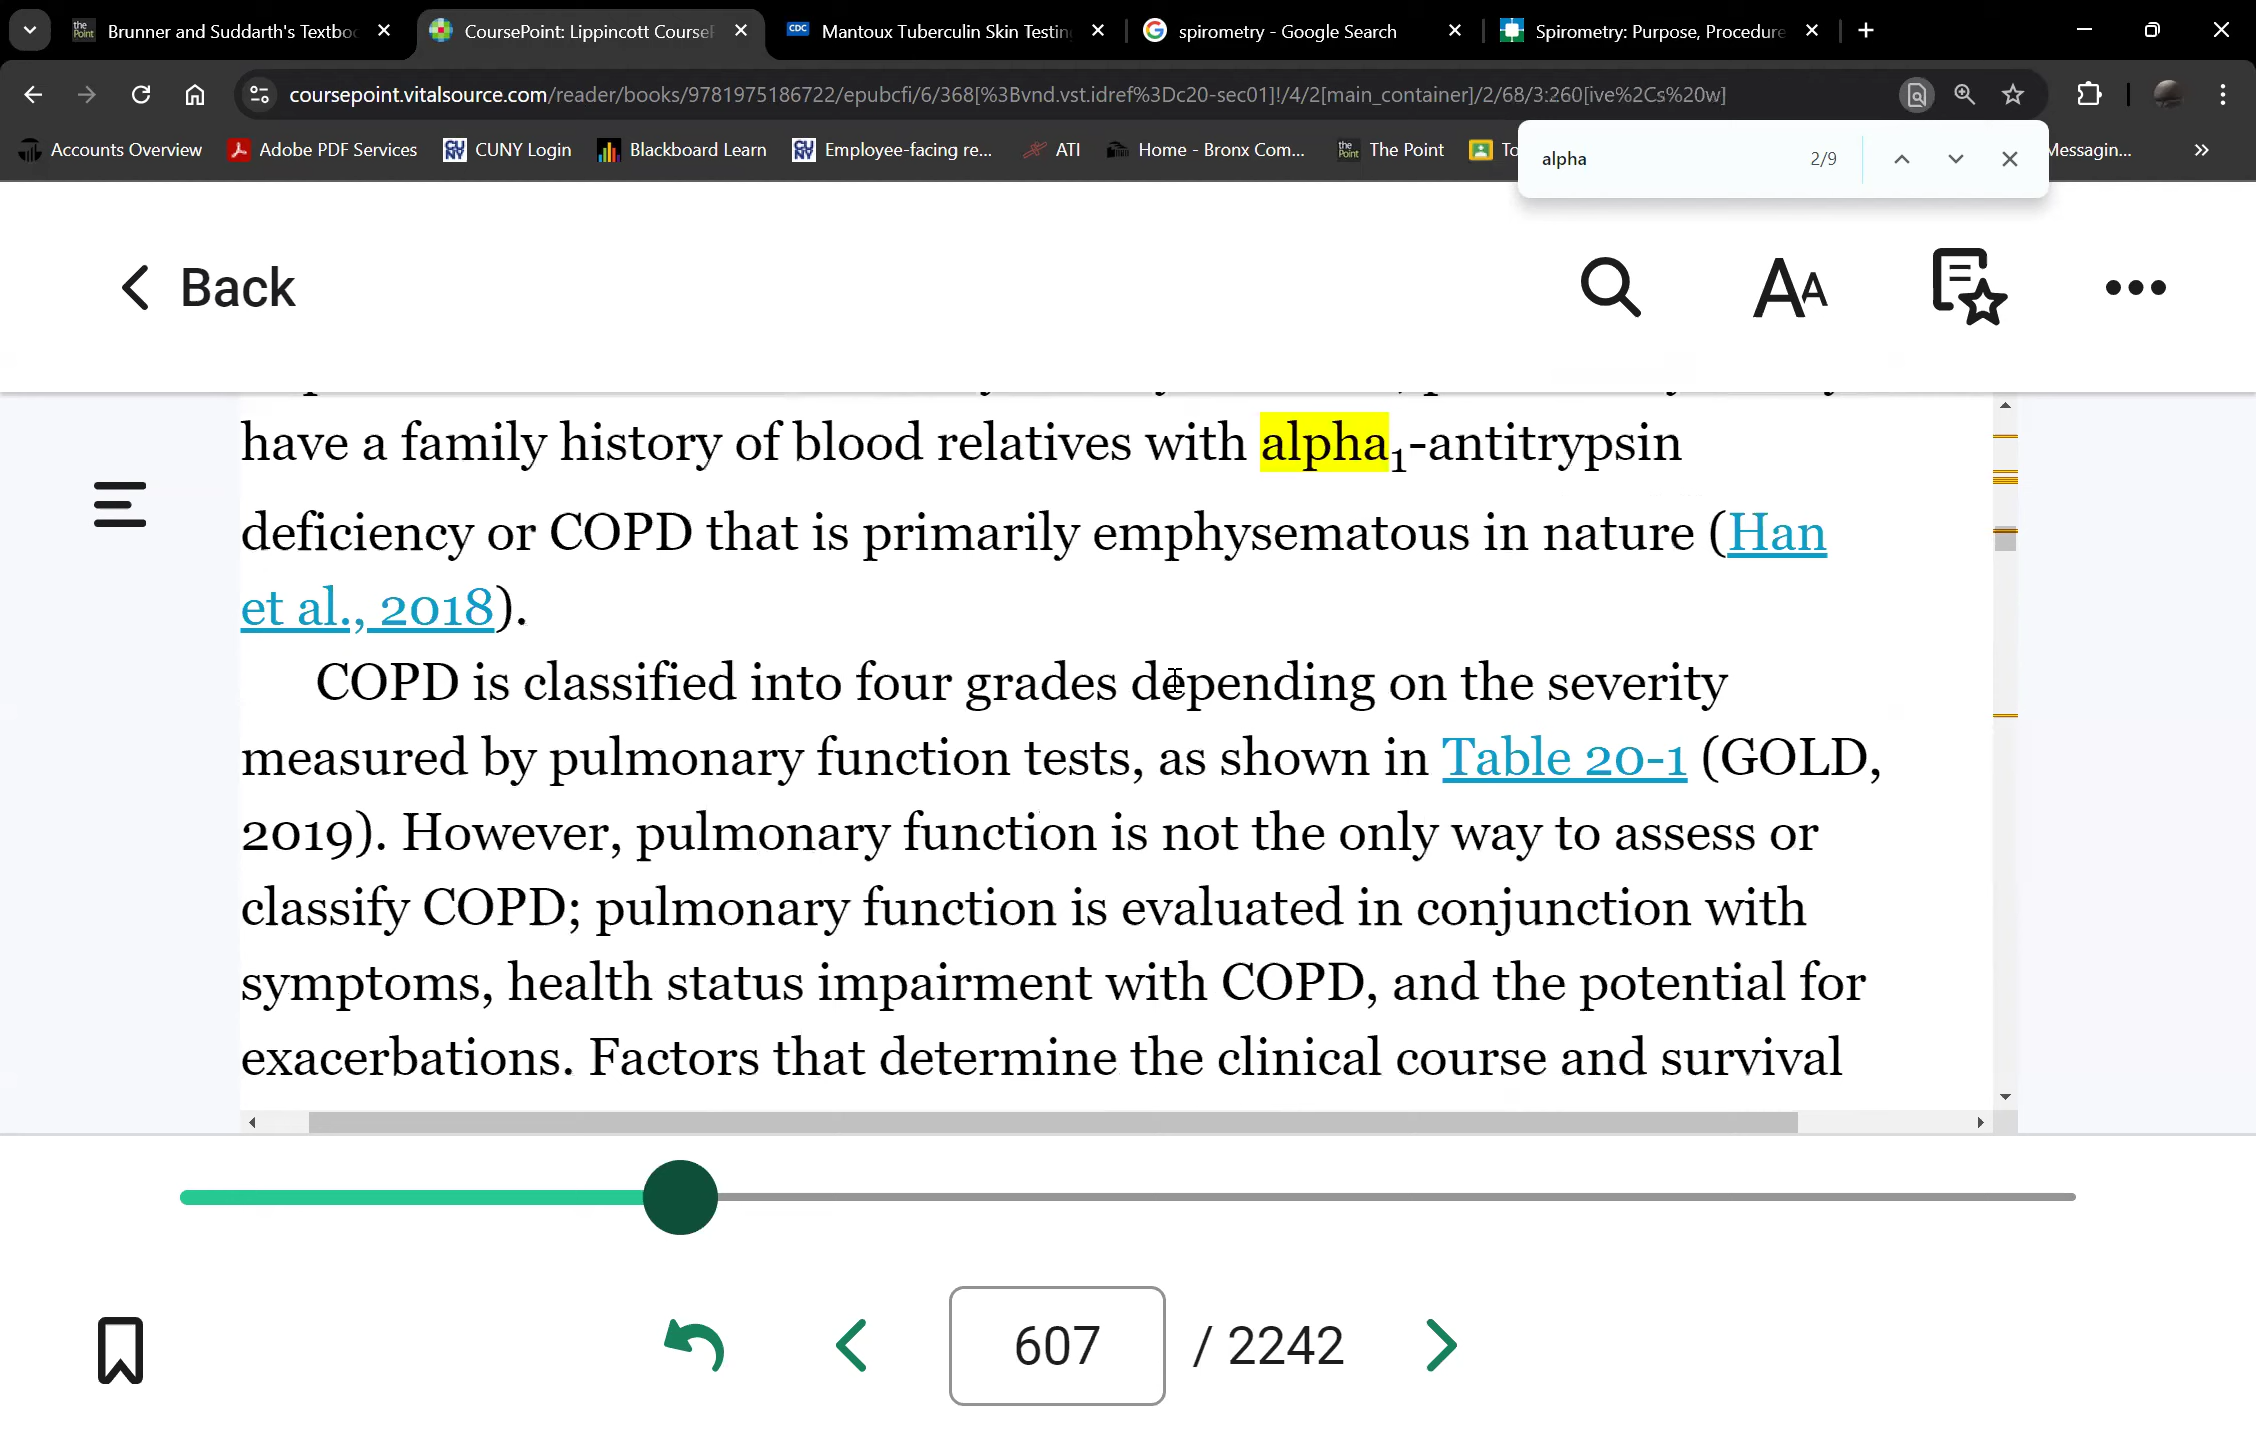 Brunner and Suddarth's Textbo
CoursePoint: Lippincott CourseP
CDC
Mantoux Tuberculin Skin Testin
spirometry - Google Search
Spirometry: Purpose, Procedure
coursepoint.vitalsource.com/reader/books/9781975186722/epubcfi/6/368[%3Bvnd.vst.idref%3Dc20-sec01]!/4/2[main_container]/2/68/3:260[ive%2Cs%20w]
Accounts Overview
Adobe PDF Services
CUNY Login
Blackboard Learn
Employee-facing re...
ATI
Home - Bronx Com...
The Point
To
Messagin...
alpha
2/9
Back
have a family history of blood relatives with alpha1-antitrypsin
deficiency or COPD that is primarily emphysematous in nature (Han
et al., 2018).
COPD is classified into four grades depending on the severity
measured by pulmonary function tests, as shown in Table 20-1 (GOLD,
2019). However, pulmonary function is not the only way to assess or
classify COPD; pulmonary function is evaluated in conjunction with
symptoms, health status impairment with COPD, and the potential for
exacerbations. Factors that determine the clinical course and survival
607 / 2242